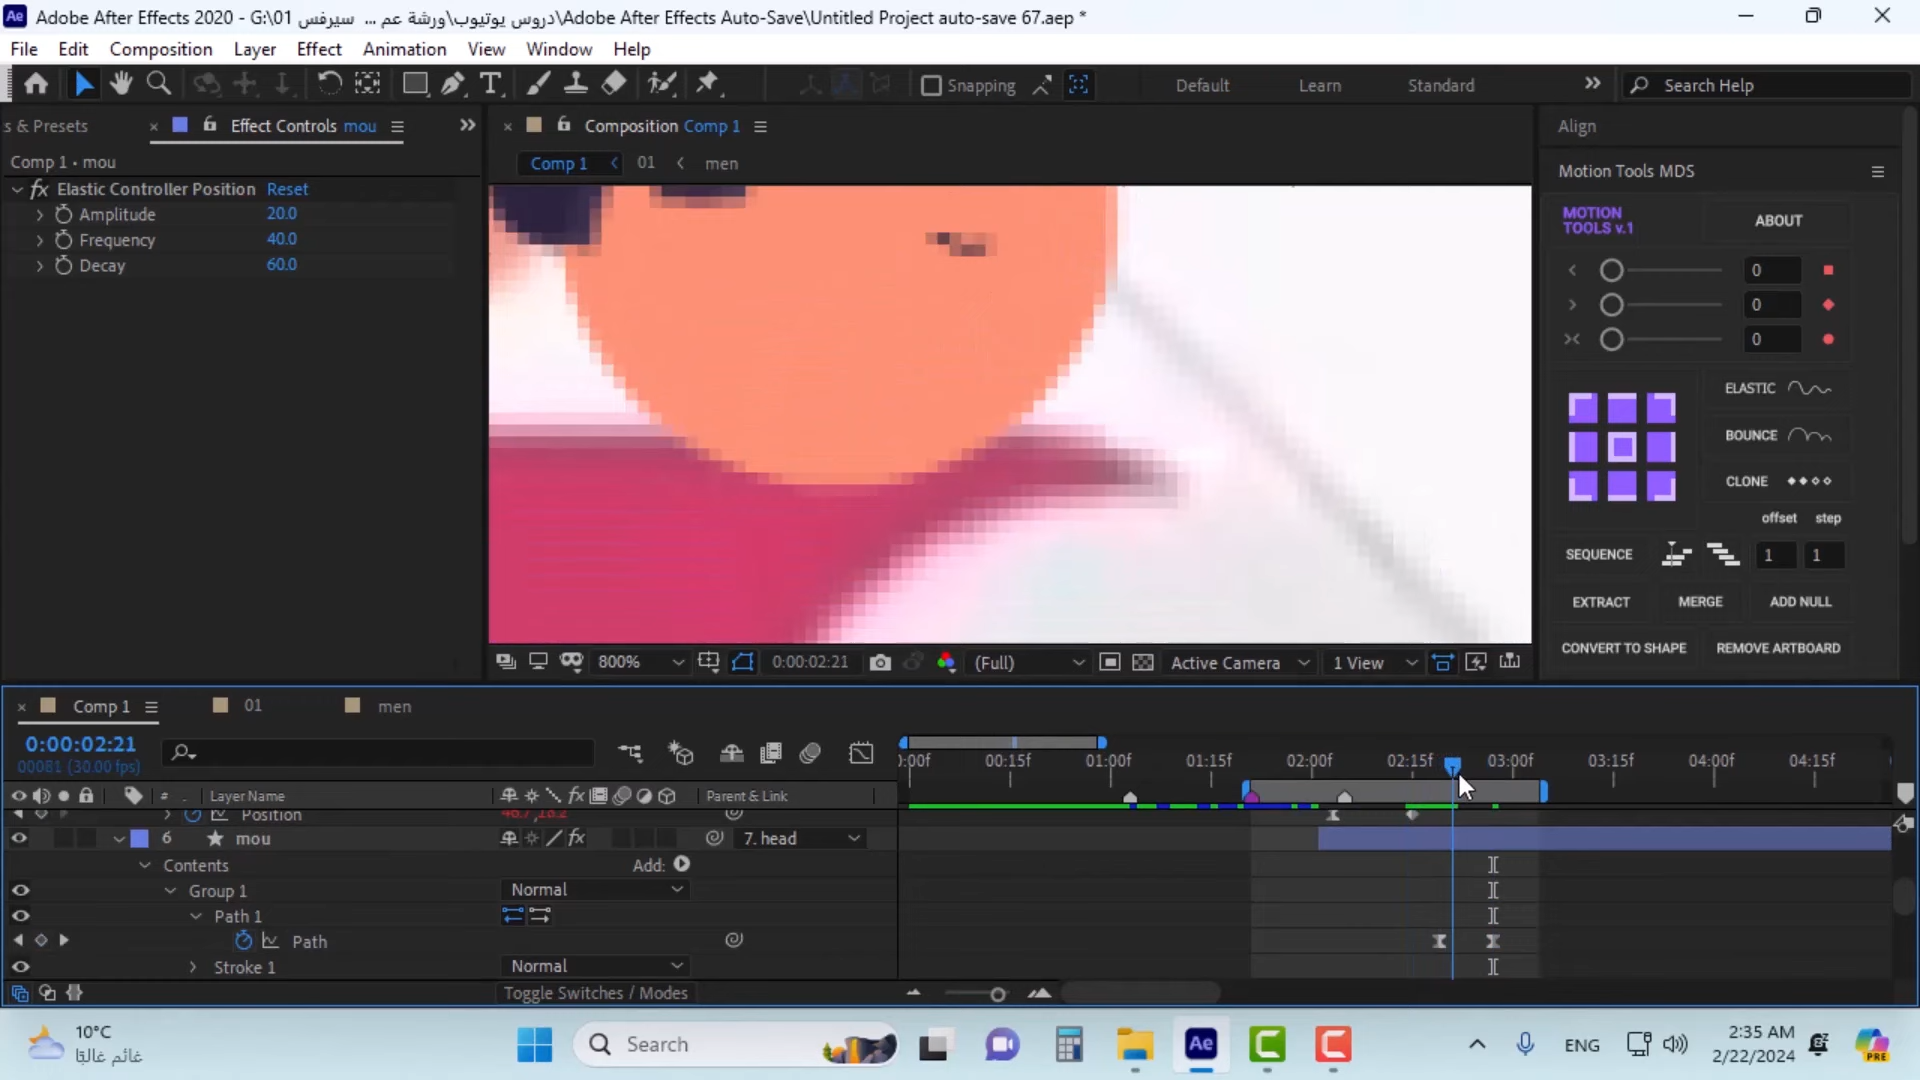 Adobe After Effects 2020 - G:\01 سيرفس ... دروس يوتيوب\ورشة عم\Adobe After Effects Auto-Save\Untitled Project auto-save 67.aep *
File Edit Composition Layer Effect Animation View Window Help
Snapping Default Learn Standard Search Help
s & Presets Effect Controls mou Composition Comp 1 Align
Comp 1 • mou Comp 1 01 men Motion Tools MDS
fx Elastic Controller Position Reset
Amplitude 20.0
Frequency 40.0
Decay 60.0
MOTION TOOLS v.1 ABOUT
0
0
0
ELASTIC
BOUNCE
CLONE
offset step
SEQUENCE 1 1
EXTRACT MERGE ADD NULL
CONVERT TO SHAPE REMOVE ARTBOARD
800% 0:00:02:21 (Full) Active Camera 1 View
Comp 1 01 men
0:00:02:21
00081 (30.00 fps)
0:00f 00:15f 01:00f 01:15f 02:00f 02:15f 03:00f 03:15f 04:00f 04:15f
# Layer Name fx Parent & Link
Position
6 mou fx 7. head
Contents Add:
Group 1 Normal
Path 1
Path
Stroke 1 Normal
Toggle Switches / Modes
10°C
غائم غالبًا
Search
Ae
ENG
2:35 AM
2/22/2024
PRE